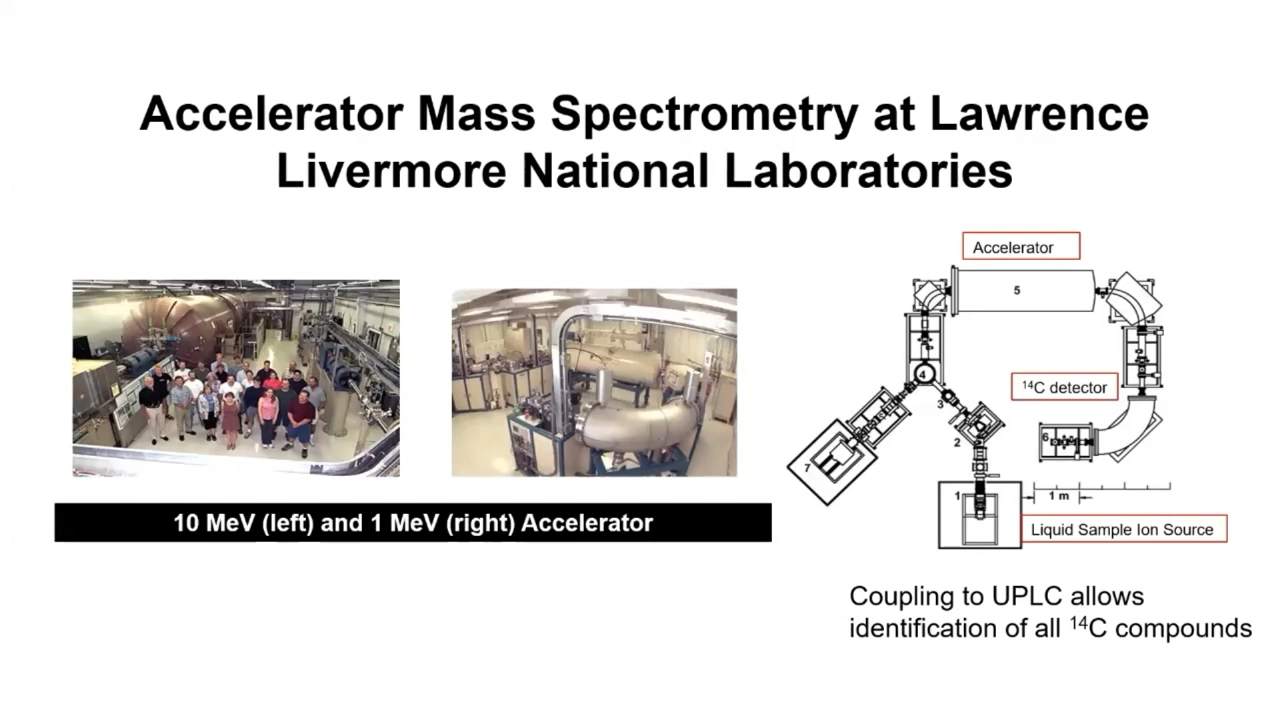 Accelerator Mass Spectrometry at Lawrence
Livermore National Laboratories
Accelerator
5
4
¹⁴C detector
3
2
6
7
1
1 m
Liquid Sample Ion Source
10 MeV (left) and 1 MeV (right) Accelerator
Coupling to UPLC allows
identification of all ¹⁴C compounds